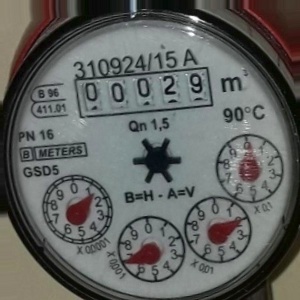 310924/15 A
B 96
411.01
00029 m³
Qn 1,5
90°C
PN 16
B METERS
GSD5
B=H - A=V
X 0,1
X 0,01
X 0,001
X 0,0001